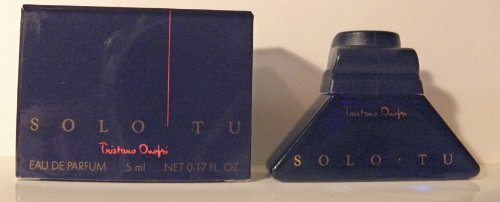 SOLO TU
Tristano Onofri
EAU DE PARFUM 5 ml NET 0.17 FL. OZ.
Tristano Onofri
SOLO · TU